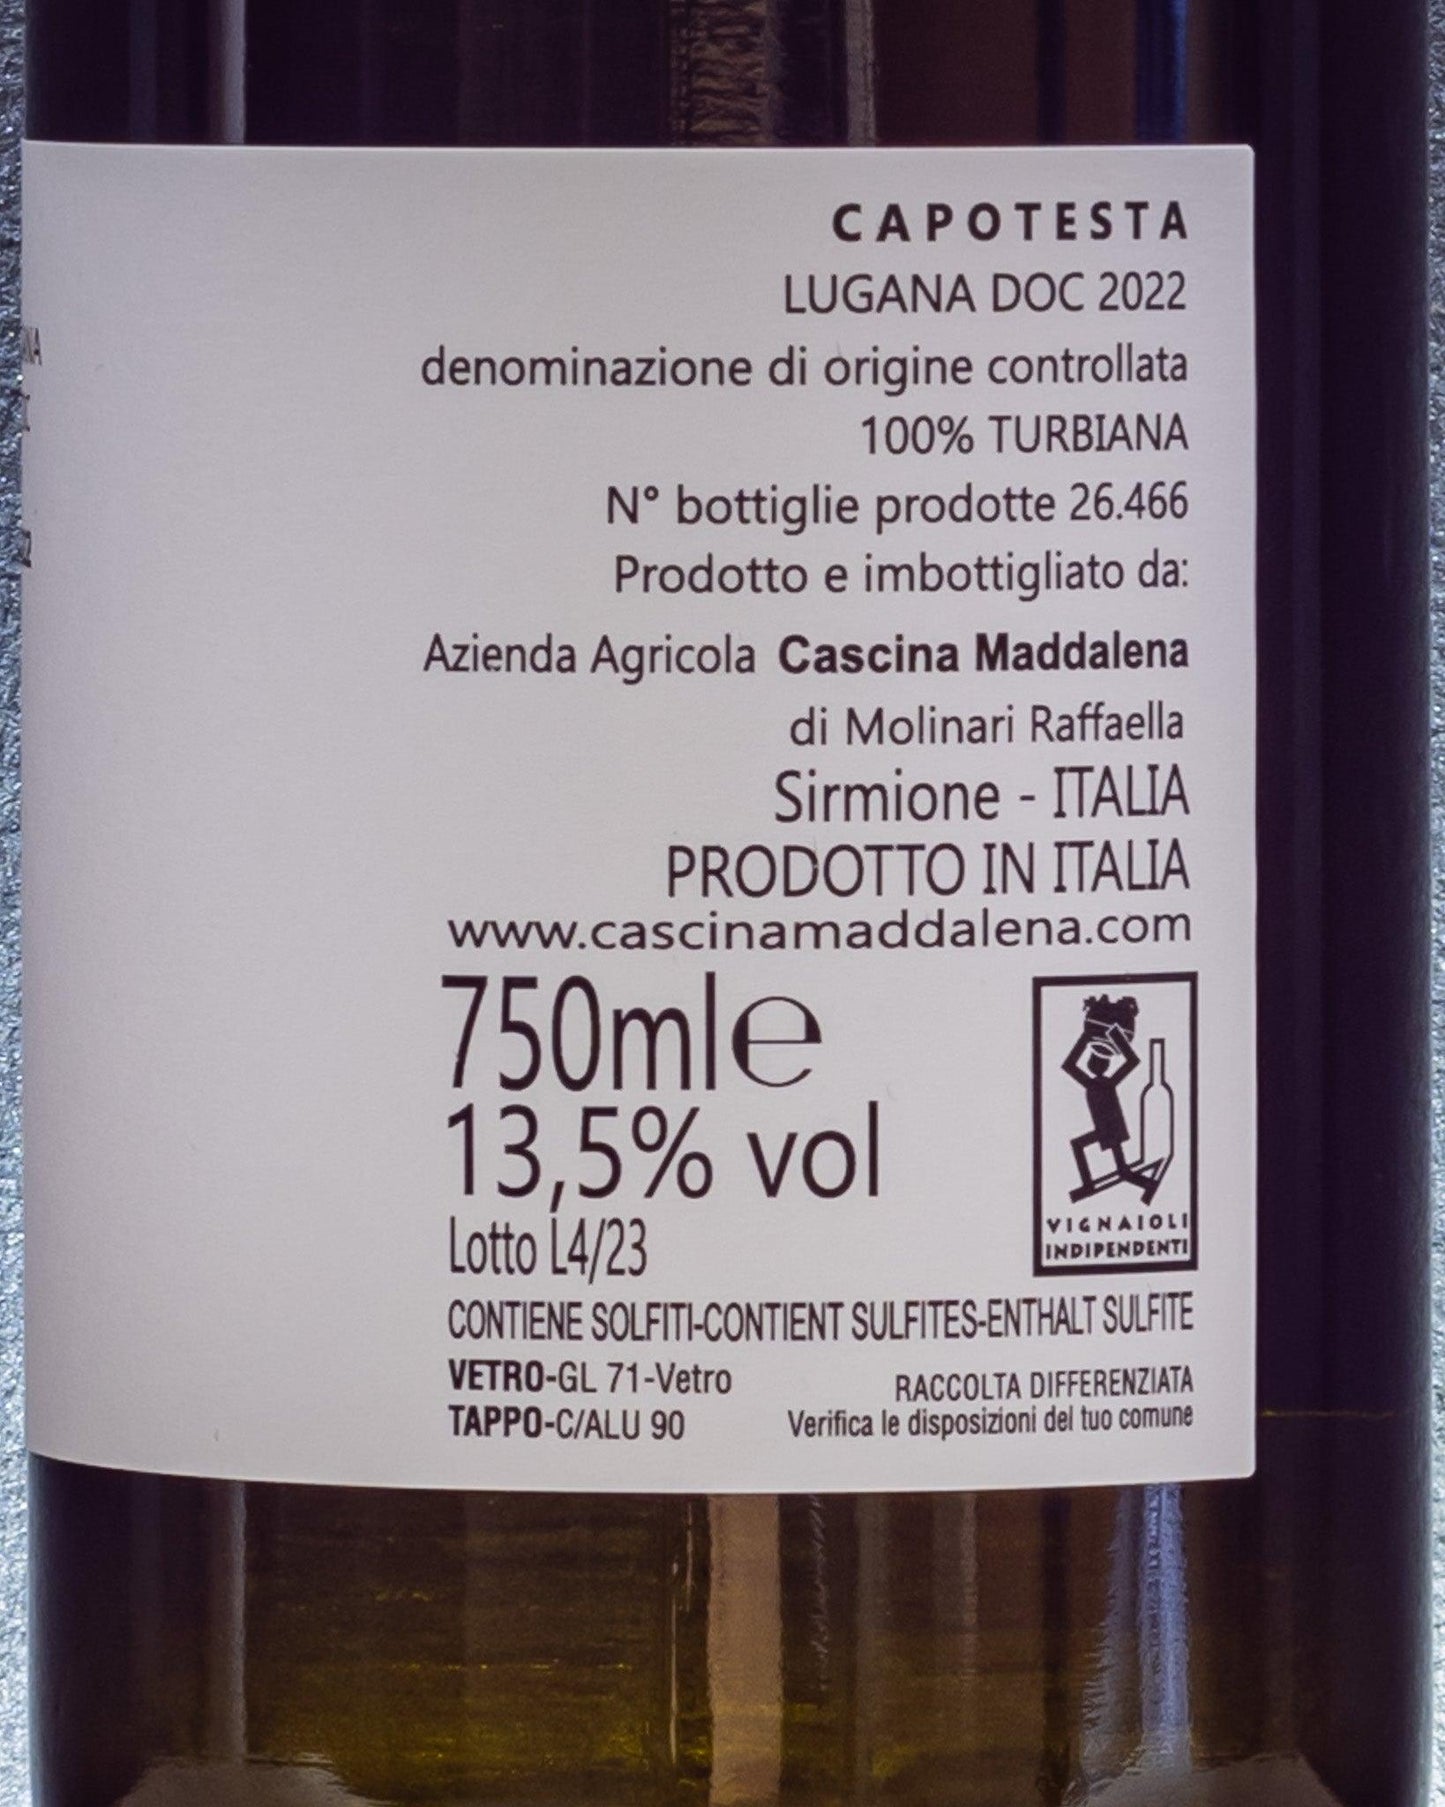 CAPOTESTA
LUGANA DOC 2022
denominazione di origine controllata
100% TURBIANA
N° bottiglie prodotte 26.466
Prodotto e imbottigliato da:
Azienda Agricola Cascina Maddalena
di Molinari Raffaella
Sirmione - ITALIA
PRODOTTO IN ITALIA
www.cascinamaddalena.com
750ml e
13,5% vol
Lotto L4/23
VIGNAIOLI
INDIPENDENTI
CONTIENE SOLFITI-CONTIENT SULFITES-ENTHALT SULFITE
VETRO-GL 71-Vetro
TAPPO-C/ALU 90
RACCOLTA DIFFERENZIATA
Verifica le disposizioni del tuo comune